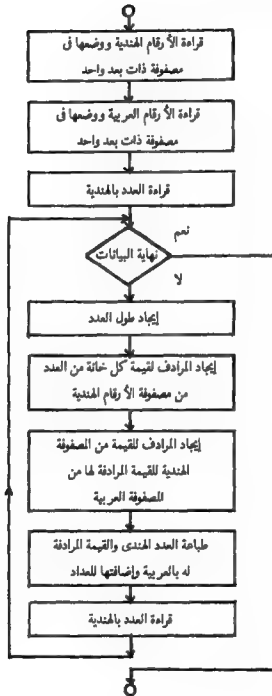 قراءة الأرقام الهندية ووضعها فى
مصفوفة ذات بعد واحد
قراءة الأرقام العربية ووضعها فى
مصفوفة ذات بعد واحد
قراءة العدد بالهندية
نعم
نهاية البيانات
لا
إيجاد طول العدد
إيجاد المرادف لقيمة كل خانة من العدد
من مصفوفة الأرقام الهندية
إيجاد المرادف للقيمة من المصفوفة
الهندية للقيمة المرادفة لها من
المصفوفة العربية
طباعة العدد الهندى والقيمة المرادفة
له بالعربية وإضافتها للعداد
قراءة العدد بالهندية